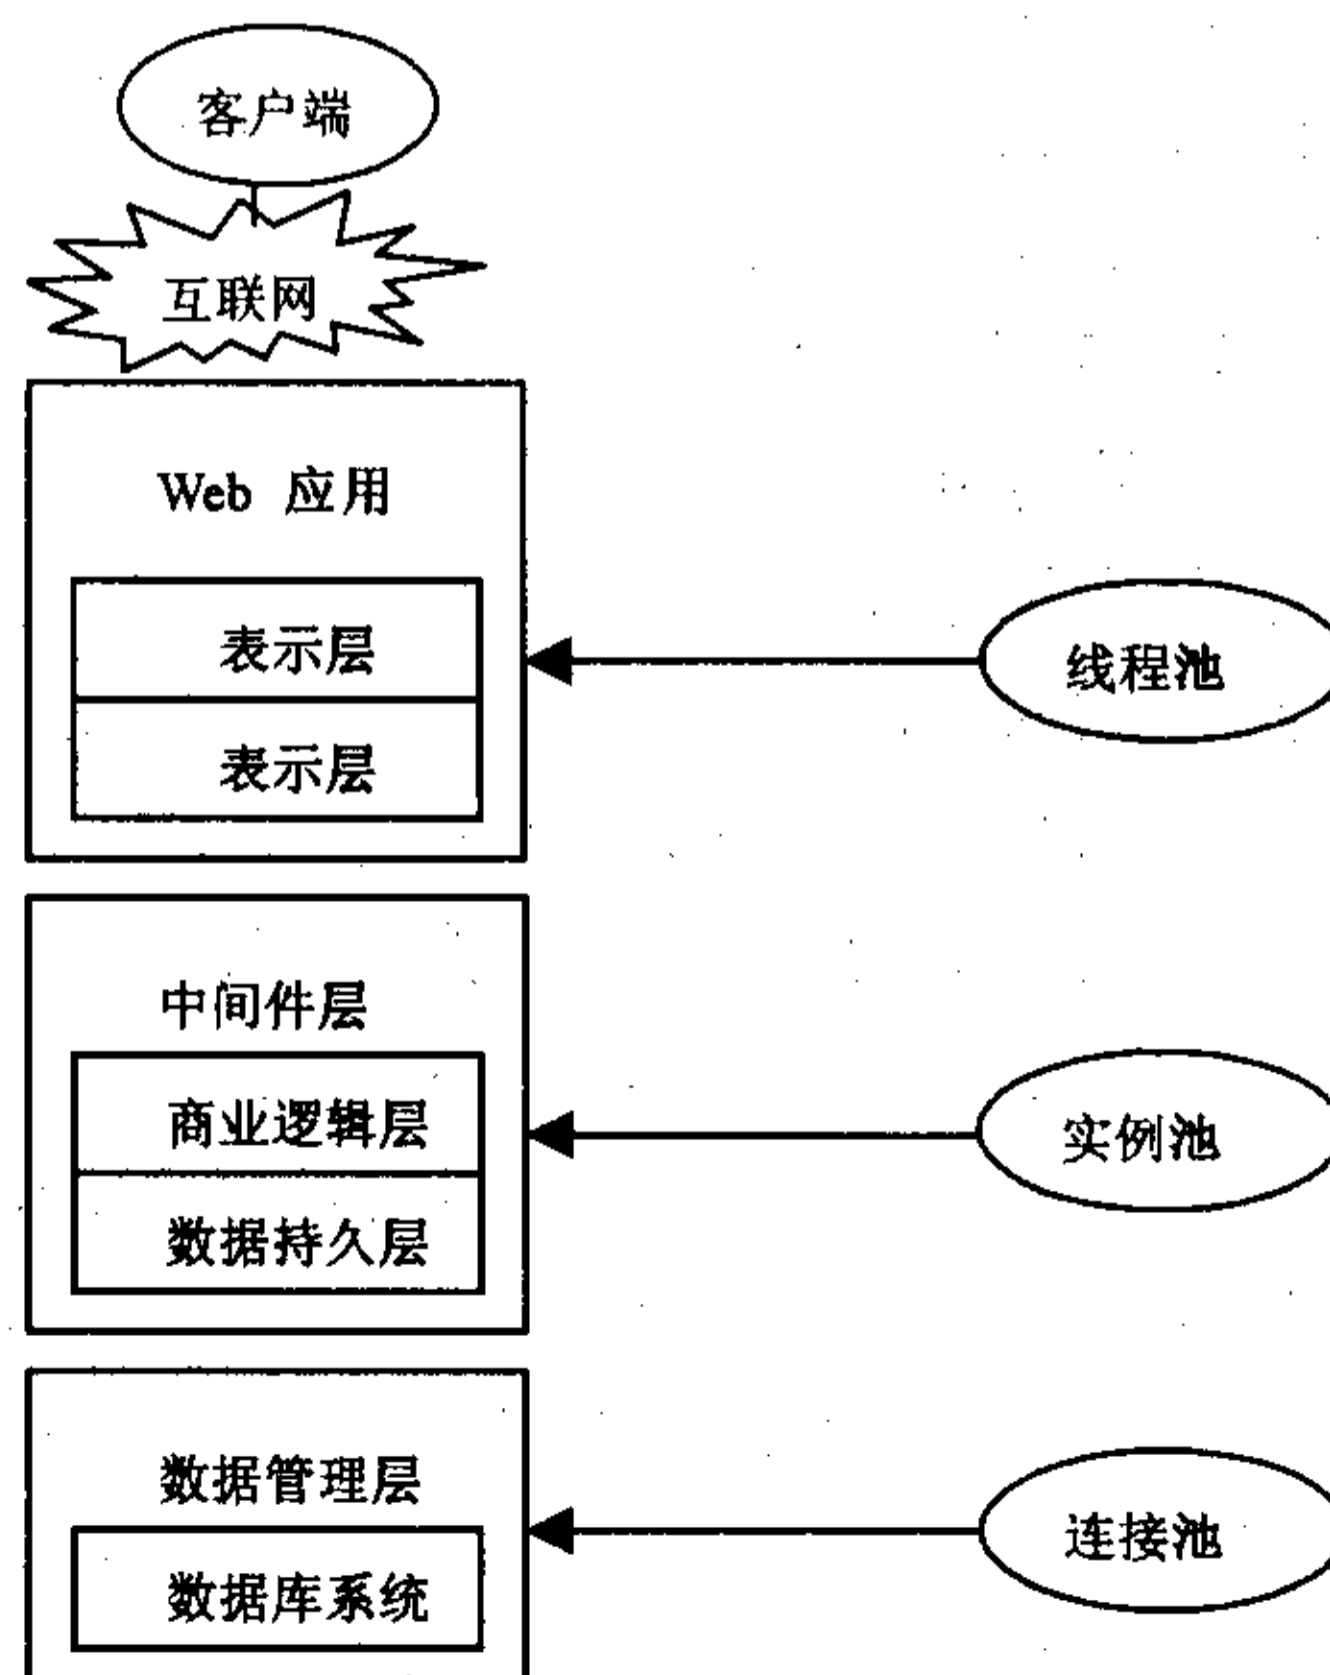 客户端
互联网
Web 应用
表示层
线程池
表示层
中间件层
商业逻辑层
实例池
数据持久层
数据管理层
连接池
数据库系统